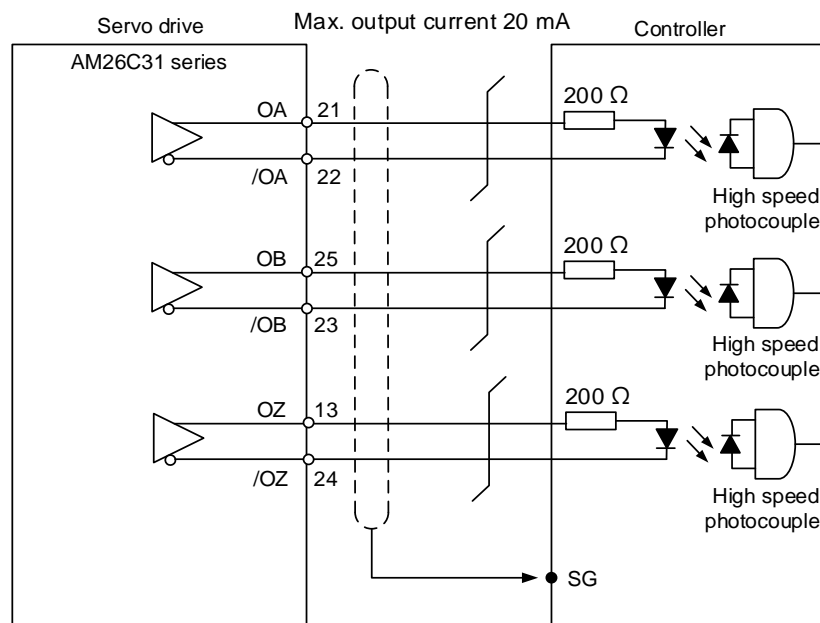 Servo drive
Max. output current 20 mA
Controller
AM26C31 series
OA
21
200 Ω
/OA
22
High speed
photocouple
OB
25
200 Ω
/OB
23
High speed
photocouple
OZ
13
200 Ω
/OZ
24
High speed
photocouple
SG